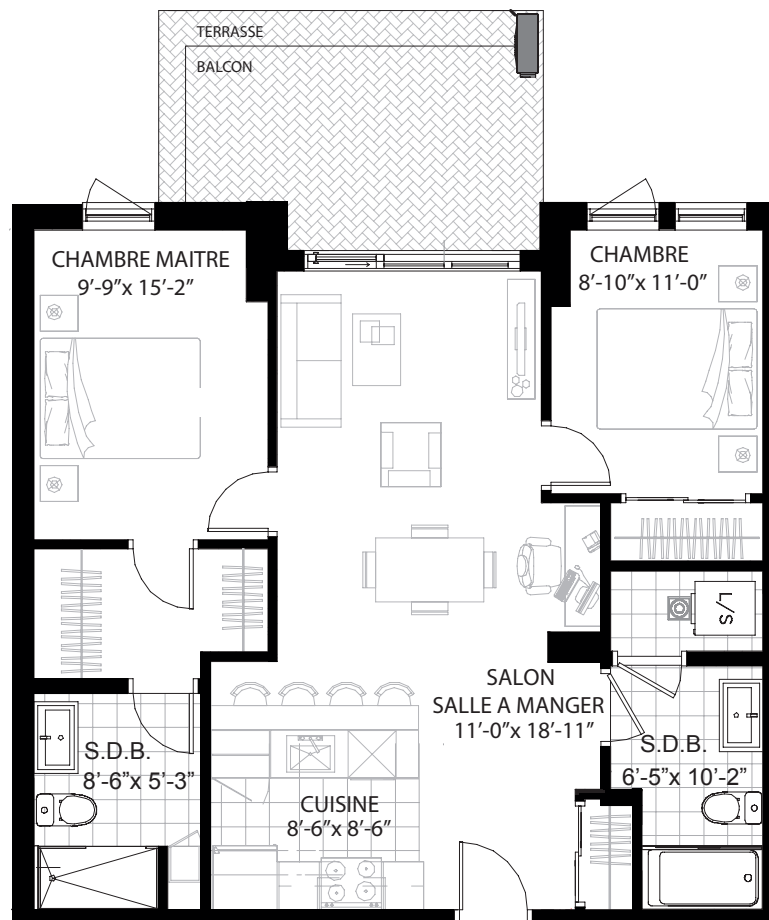 TERRASSE
BALCON
CHAMBRE MAITRE
9'-9”x 15'-2”
CHAMBRE
8'-10”x 11'-0”
L/S
SALON
SALLE A MANGER
11'-0”x 18'-11”
S.D.B.
8'-6”x 5'-3”
S.D.B.
6'-5”x 10'-2”
CUISINE
8'-6”x 8'-6”